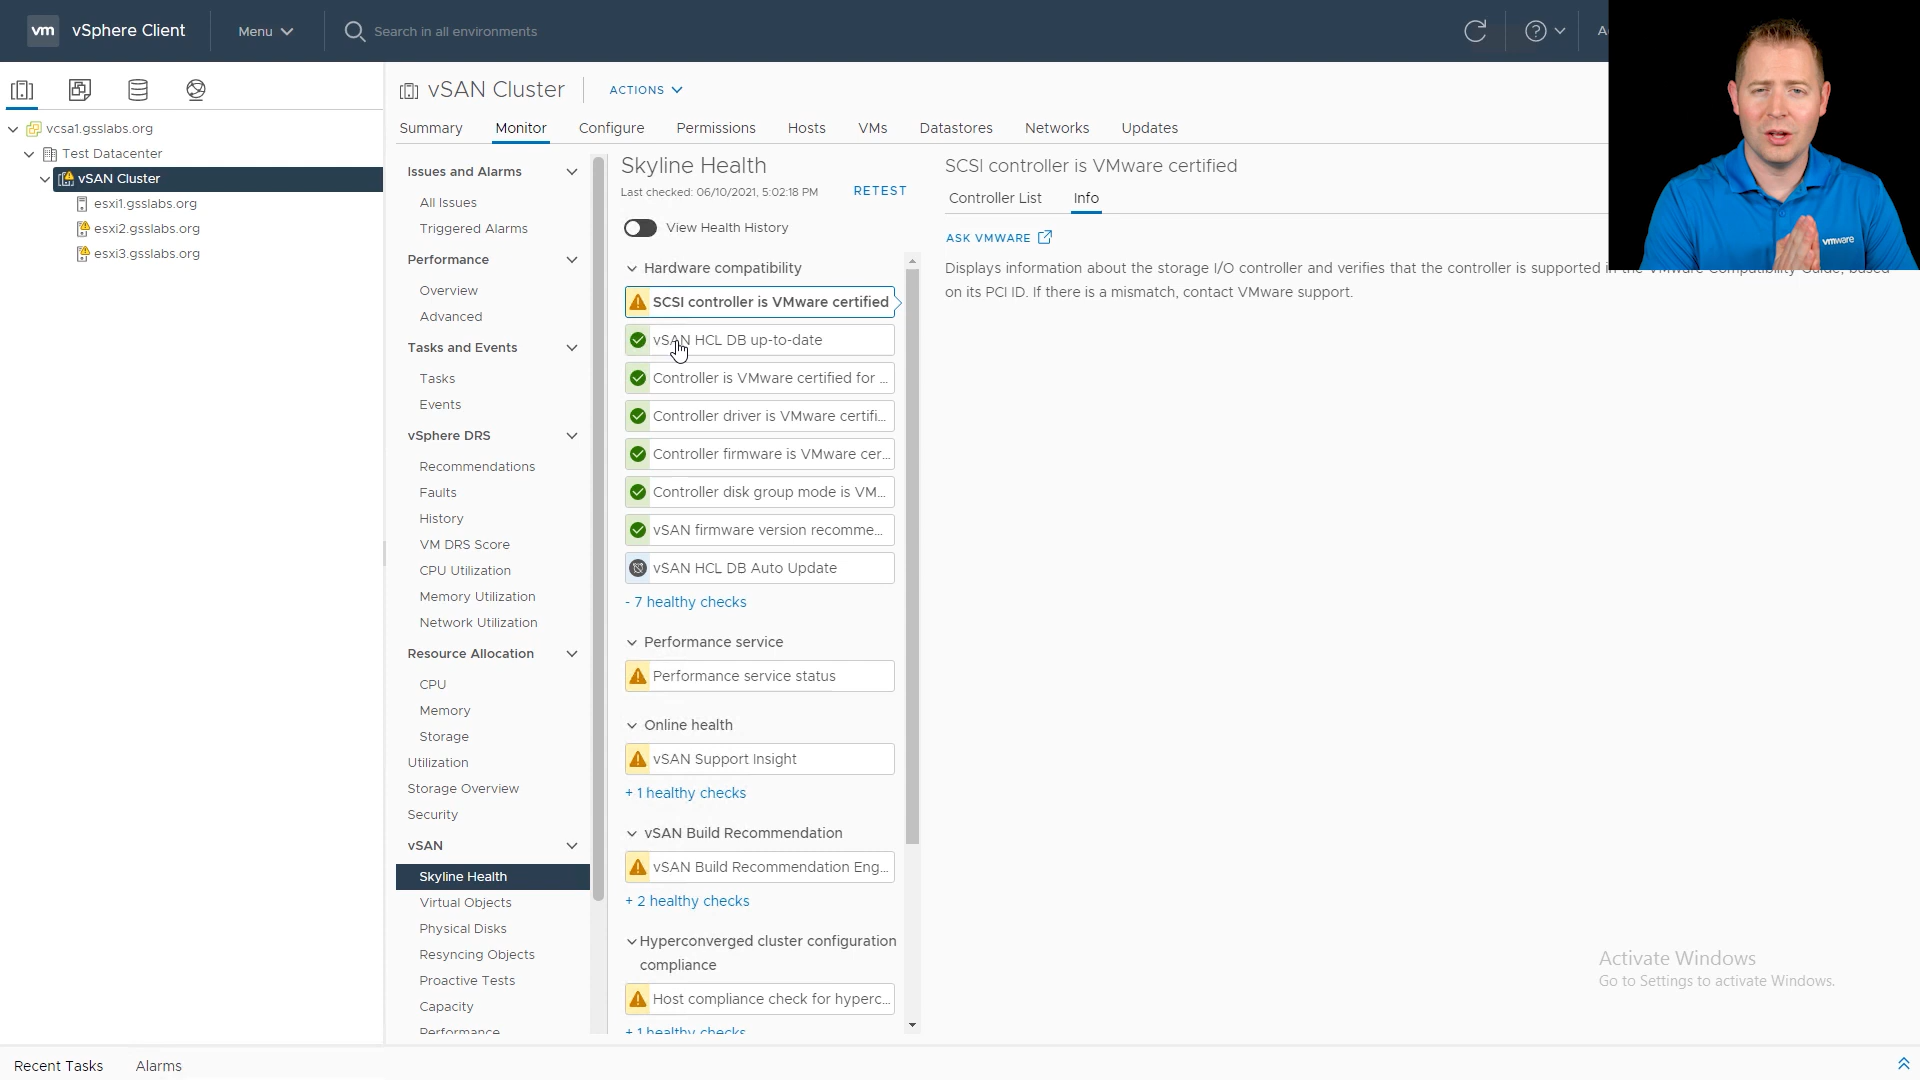 vm vSphere Client Menu Search in all environments
vcsa1.gsslabs.org
Test Datacenter
vSAN Cluster
esxi1.gsslabs.org
esxi2.gsslabs.org
esxi3.gsslabs.org
vSAN Cluster ACTIONS
Summary Monitor Configure Permissions Hosts VMs Datastores Networks Updates
Issues and Alarms
All Issues
Triggered Alarms
Performance
Overview
Advanced
Tasks and Events
Tasks
Events
vSphere DRS
Recommendations
Faults
History
VM DRS Score
CPU Utilization
Memory Utilization
Network Utilization
Resource Allocation
CPU
Memory
Storage
Utilization
Storage Overview
Security
vSAN
Skyline Health
Virtual Objects
Physical Disks
Resyncing Objects
Proactive Tests
Capacity
Performance
Skyline Health
Last checked: 06/10/2021, 5:02:18 PM RETEST
View Health History
Hardware compatibility
SCSI controller is VMware certified
vSAN HCL DB up-to-date
Controller is VMware certified for ...
Controller driver is VMware certifi...
Controller firmware is VMware cer...
Controller disk group mode is VM...
vSAN firmware version recomme...
vSAN HCL DB Auto Update
- 7 healthy checks
Performance service
Performance service status
Online health
vSAN Support Insight
+ 1 healthy checks
vSAN Build Recommendation
vSAN Build Recommendation Eng...
+ 2 healthy checks
Hyperconverged cluster configuration
compliance
Host compliance check for hyperc...
+ 1 healthy checks
SCSI controller is VMware certified
Controller List Info
ASK VMWARE
Displays information about the storage I/O controller and verifies that the controller is supported in the VMware Compatibility Guide, based
on its PCI ID. If there is a mismatch, contact VMware support.
vmware
Activate Windows
Go to Settings to activate Windows.
Recent Tasks Alarms